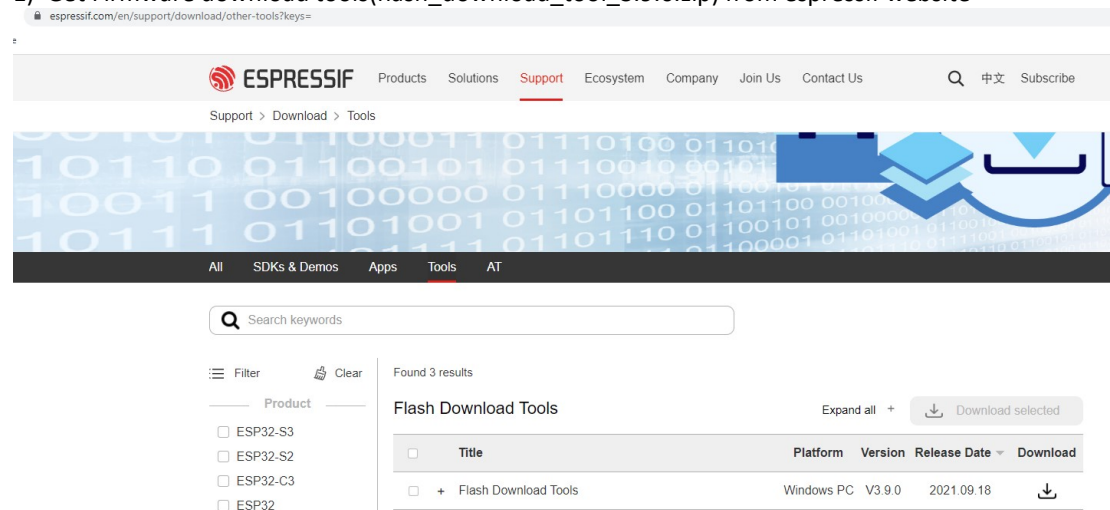 espressif.com/en/support/download/other-tools?keys=
ESPRESSIF Products Solutions Support Ecosystem Company Join Us Contact Us 中文 Subscribe
Support > Download > Tools
All SDKs & Demos Apps Tools AT
Search keywords
Filter Clear Found 3 results
Product
Flash Download Tools Expand all + Download selected
ESP32-S3
ESP32-S2
Title Platform Version Release Date Download
ESP32-C3
+ Flash Download Tools Windows PC V3.9.0 2021.09.18
ESP32